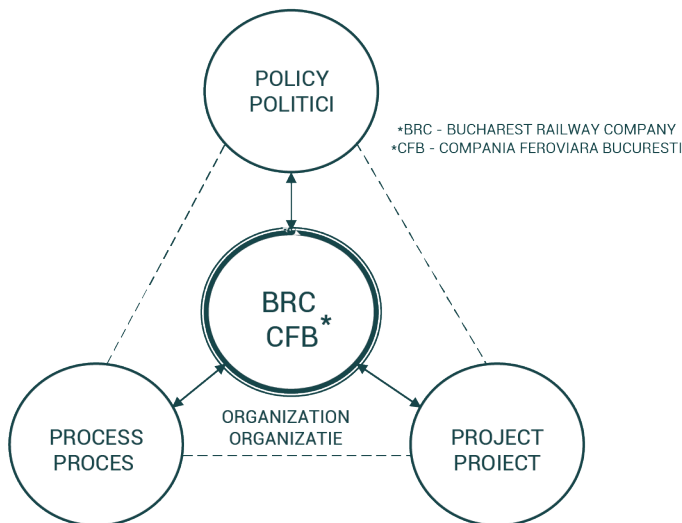 POLICY
POLITICI
*BRC - BUCHAREST RAILWAY COMPANY
*CFB - COMPANIA FEROVIARA BUCURESTI
BRC
CFB*
ORGANIZATION
ORGANIZATIE
PROCESS
PROCES
PROJECT
PROIECT